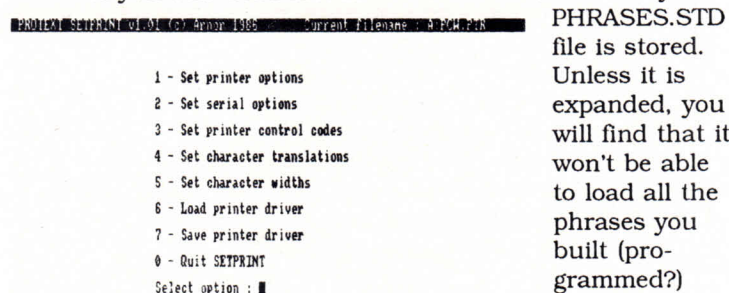 PROTEXT SETPRINT v1.01 (c) Arnor 1986 Current filename : A:PCW.PTR
1 - Set printer options
2 - Set serial options
3 - Set printer control codes
4 - Set character translations
5 - Set character widths
6 - Load printer driver
7 - Save printer driver
0 - Quit SETPRINT
Select option :
PHRASES.STD
file is stored.
Unless it is
expanded, you
will find that it
won't be able
to load all the
phrases you
built (pro-
grammed?)